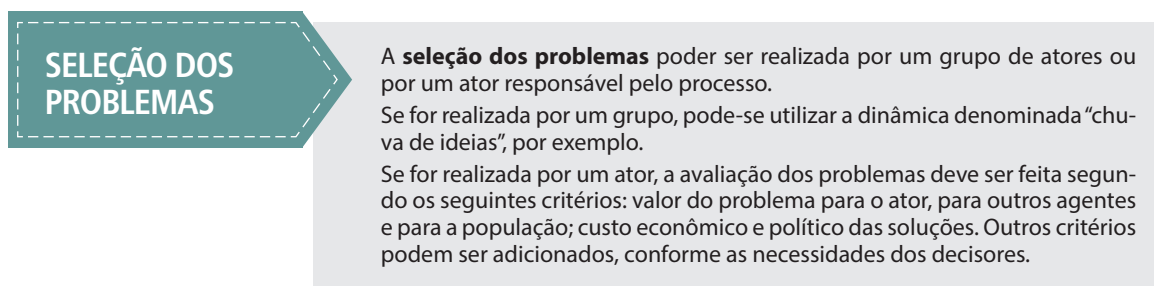 SELEÇÃO DOS
PROBLEMAS
A seleção dos problemas poder ser realizada por um grupo de atores ou
por um ator responsável pelo processo.
Se for realizada por um grupo, pode-se utilizar a dinâmica denominada “chu-
va de ideias”, por exemplo.
Se for realizada por um ator, a avaliação dos problemas deve ser feita segun-
do os seguintes critérios: valor do problema para o ator, para outros agentes
e para a população; custo econômico e político das soluções. Outros critérios
podem ser adicionados, conforme as necessidades dos decisores.